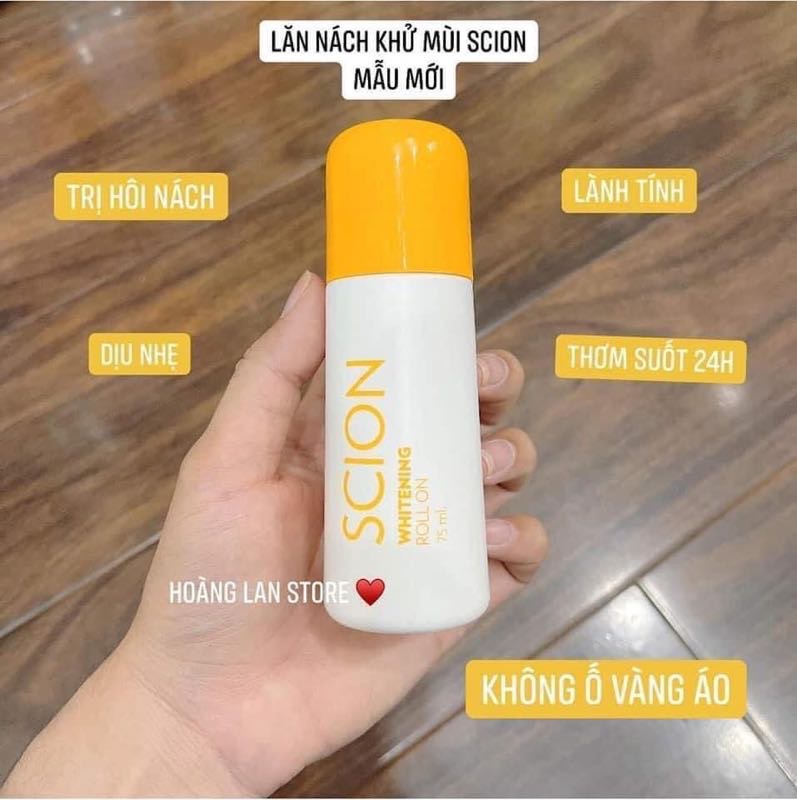 LĂN NÁCH KHỬ MÙI SCION
MẪU MỚI
TRỊ HÔI NÁCH
LÀNH TÍNH
DỊU NHẸ
THƠM SUỐT 24H
SCION
WHITENING
ROLL ON
75 ml.
HOÀNG LAN STORE ❤️
KHÔNG Ố VÀNG ÁO